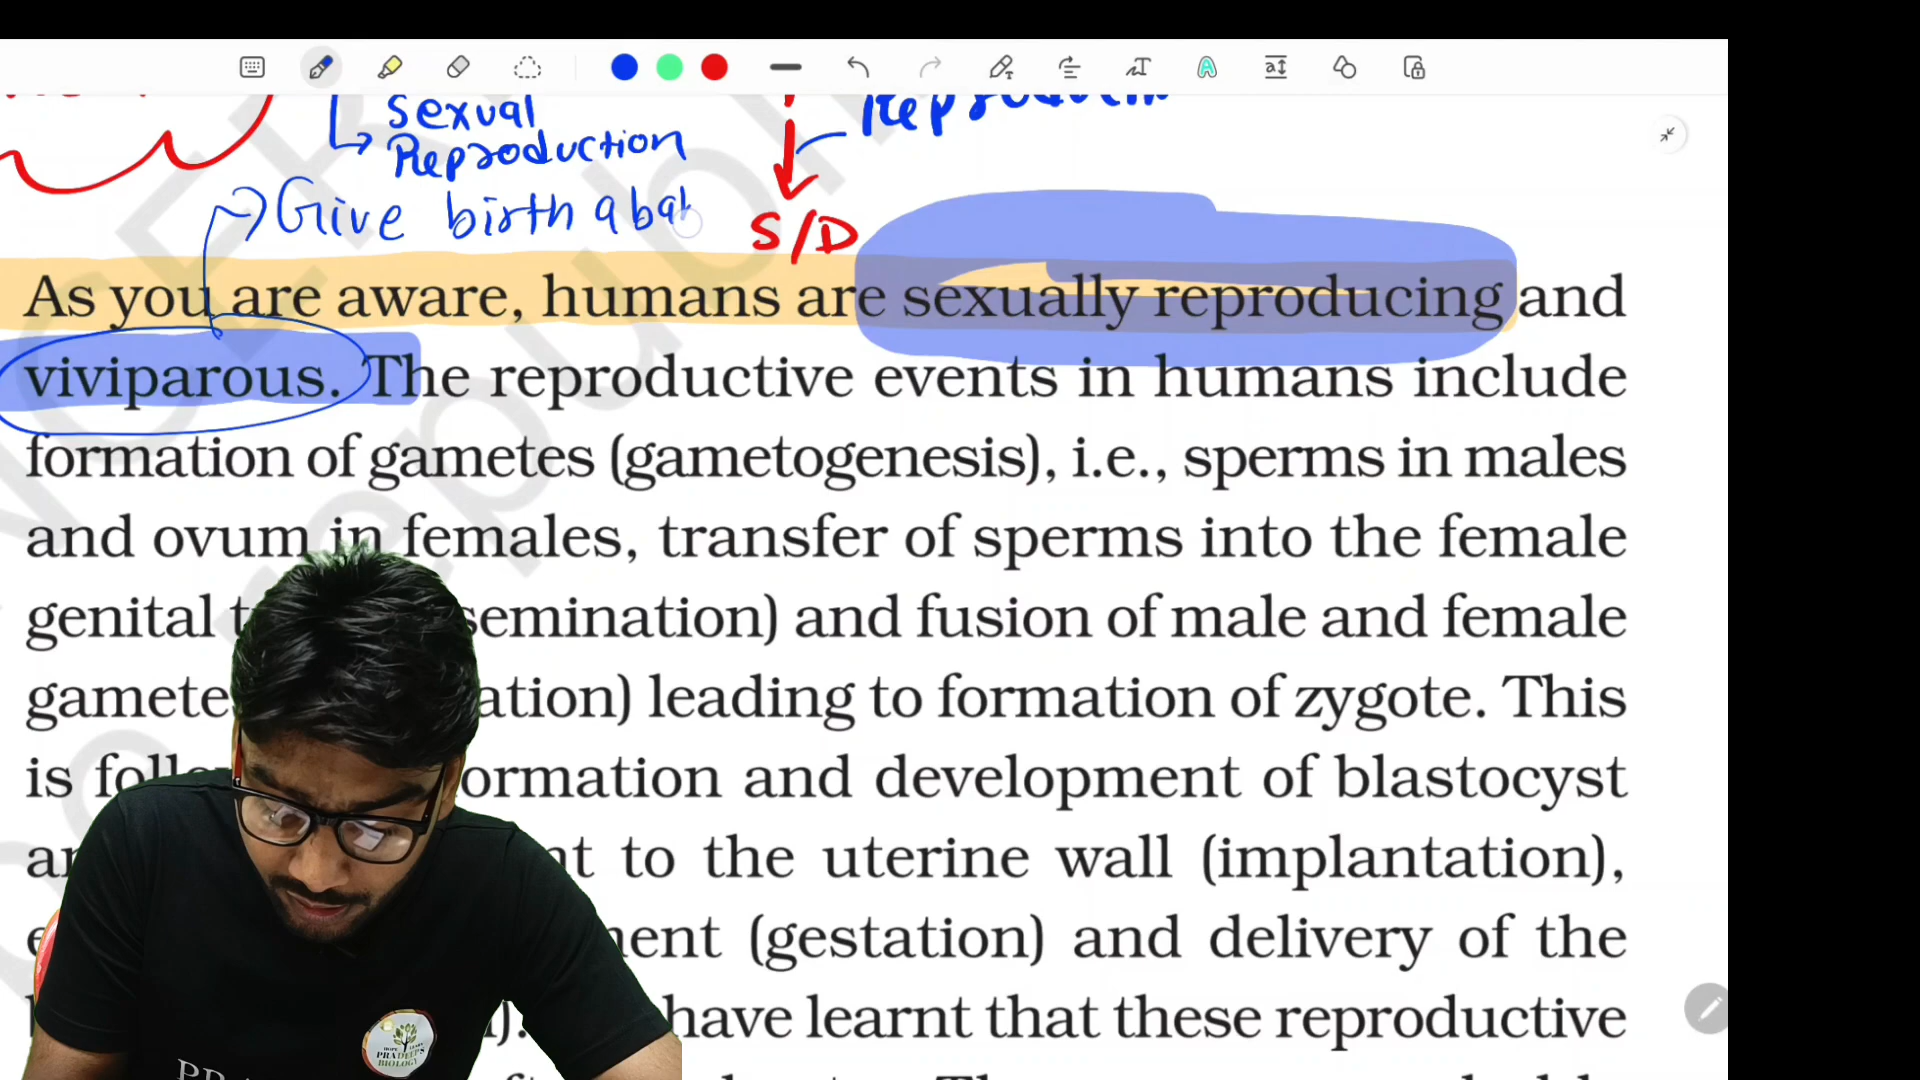 Sexual
Reproduction
Give birth a bab
S/D
As you are aware, humans are sexually reproducing and
viviparous. The reproductive events in humans include
formation of gametes (gametogenesis), i.e., sperms in males
and ovum in females, transfer of sperms into the female
genital semination) and fusion of male and female
gamete ation) leading to formation of zygote. This
is ormation and development of blastocyst
to the uterine wall (implantation),
(gestation) and delivery of the
have learnt that these reproductive
PRADEEP'S
BIOLOGY